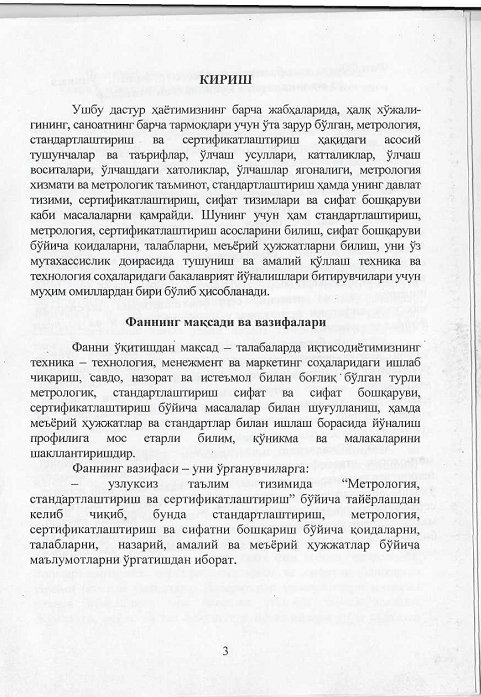 КИРИШ
Ушбу дастур ҳаётимизнинг барча жабҳаларида, ҳалқ хўжали-
гининг, саноатнинг барча тармоқлари учун ўта зарур бўлган, метрология,
стандартлаштириш ва сертификатлаштириш ҳақидаги асосий
тушунчалар ва таърифлар, ўлчаш усуллари, катталиклар, ўлчаш
воситалари, ўлчашдаги хатоликлар, ўлчашлар ягоналиги, метрология
хизмати ва метрологик таъминот, стандартлаштириш ҳамда унинг давлат
тизими, сертификатлаштириш, сифат тизимлари ва сифат бошқаруви
каби масалаларни қамрайди. Шунинг учун ҳам стандартлаштириш,
метрология, сертификатлаштириш асосларини билиш, сифат бошқаруви
бўйича қоидаларни, талабларни, меъёрий ҳужжатларни билиш, уни ўз
мутахассислик доирасида тушуниш ва амалий қўллаш техника ва
технология соҳаларидаги бакалавриат йўналишлари битирувчилари учун
муҳим омиллардан бири бўлиб ҳисобланади.
Фаннинг мақсади ва вазифалари
Фанни ўқитишдан мақсад – талабаларда иқтисодиётимизнинг
техника – технология, менежмент ва маркетинг соҳаларидаги ишлаб
чиқариш, савдо, назорат ва истеъмол билан боғлиқ бўлган турли
метрологик, стандартлаштириш сифат ва сифат бошқаруви,
сертификатлаштириш бўйича масалалар билан шуғулланиш, ҳамда
меъёрий ҳужжатлар ва стандартлар билан ишлаш борасида йўналиш
профилига мос етарли билим, кўникма ва малакаларини
шакллантиришдир.
Фаннинг вазифаси – уни ўрганувчиларга:
– узлуксиз таълим тизимида “Метрология,
стандартлаштириш ва сертификатлаштириш” бўйича тайёрлашдан
келиб чиқиб, бунда стандартлаштириш, метрология,
сертификатлаштириш ва сифатни бошқариш бўйича қоидаларни,
талабларни, назарий, амалий ва меъёрий ҳужжатлар бўйича
маълумотларни ўргатишдан иборат.
3